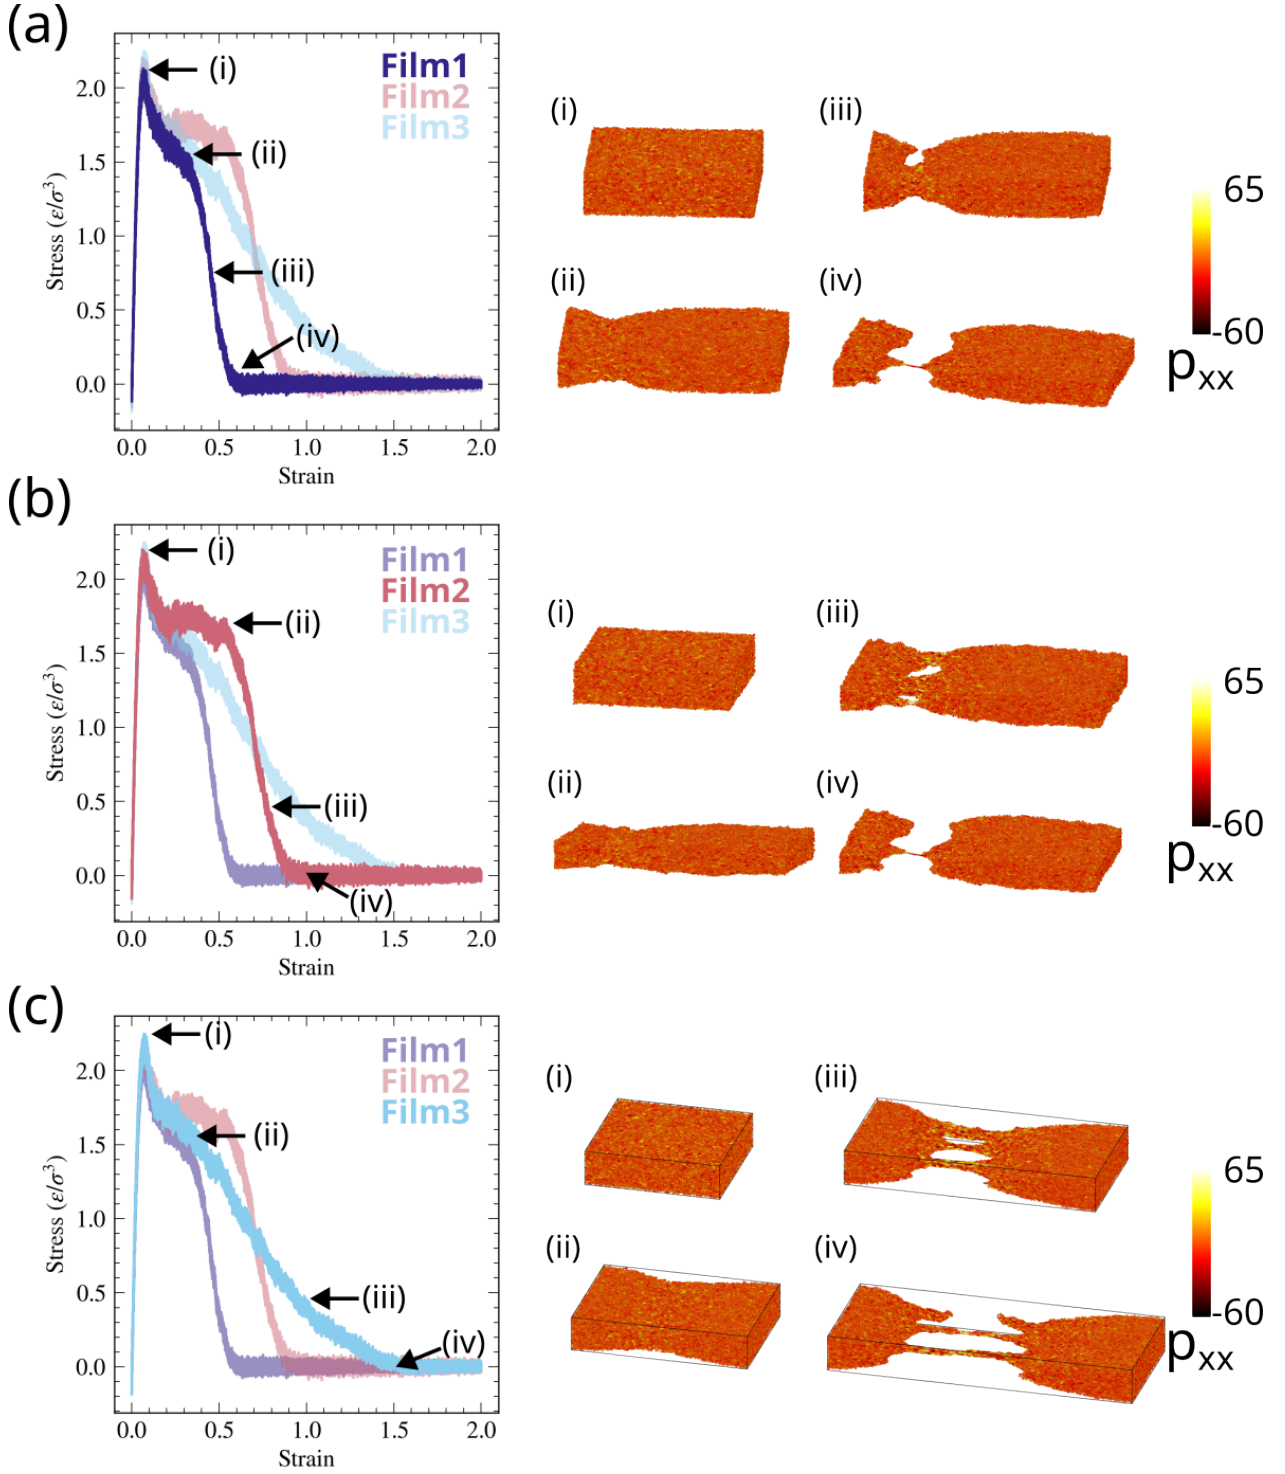 (a)
Film1
Film2
Film3
(i)
(ii)
(iii)
(iv)
2.0
1.5
1.0
0.5
0.0
Stress (ε/σ³)
0.0 0.5 1.0 1.5 2.0
Strain
(i)
(iii)
(ii)
(iv)
65
-60
pxx
(b)
Film1
Film2
Film3
(i)
(ii)
(iii)
(iv)
2.0
1.5
1.0
0.5
0.0
Stress (ε/σ³)
0.0 0.5 1.0 1.5 2.0
Strain
(i)
(iii)
(ii)
(iv)
65
-60
pxx
(c)
Film1
Film2
Film3
(i)
(ii)
(iii)
(iv)
2.0
1.5
1.0
0.5
0.0
Stress (ε/σ³)
0.0 0.5 1.0 1.5 2.0
Strain
(i)
(iii)
(ii)
(iv)
65
-60
pxx